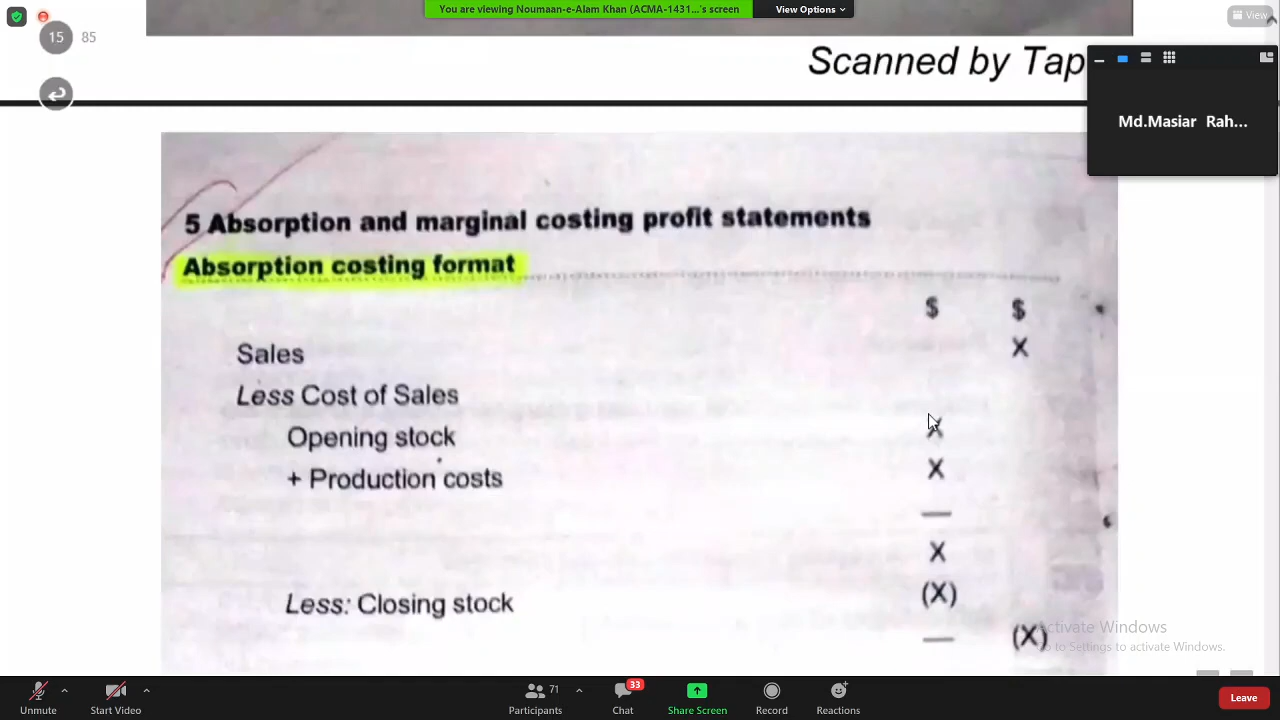 You are viewing Noumaan-e-Alam Khan (ACMA-1431...'s screen
View Options
View
15 85
Scanned by Tap
Md.Masiar Rah...
5 Absorption and marginal costing profit statements
Absorption costing format
$ $
Sales X
Less Cost of Sales
Opening stock X
+ Production costs X
X
Less: Closing stock (X)
(X)
Activate Windows
Go to Settings to activate Windows.
Unmute
Start Video
71
Participants
33
Chat
Share Screen
Record
Reactions
Leave